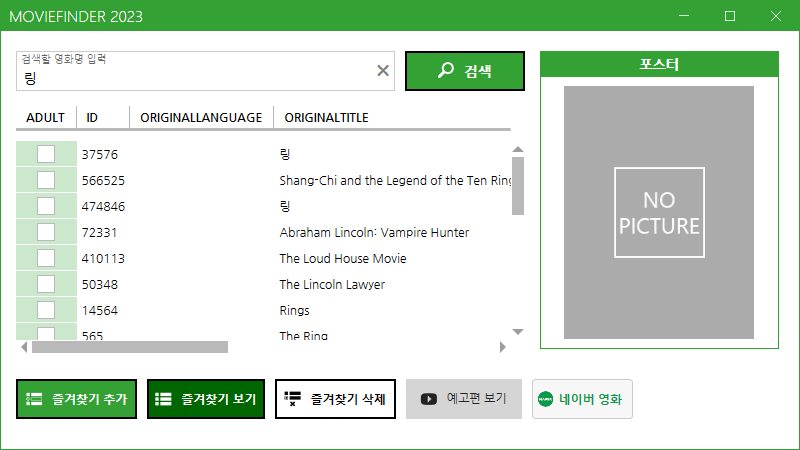 MOVIEFINDER 2023
검색할 영화명 입력
링
검색
포스터
ADULT ID ORIGINALLANGUAGE ORIGINALTITLE
37576 링
566525 Shang-Chi and the Legend of the Ten Ring
474846 링
72331 Abraham Lincoln: Vampire Hunter
410113 The Loud House Movie
50348 The Lincoln Lawyer
14564 Rings
565 The Ring
NO
PICTURE
즐겨찾기 추가
즐겨찾기 보기
즐겨찾기 삭제
예고편 보기
네이버 영화